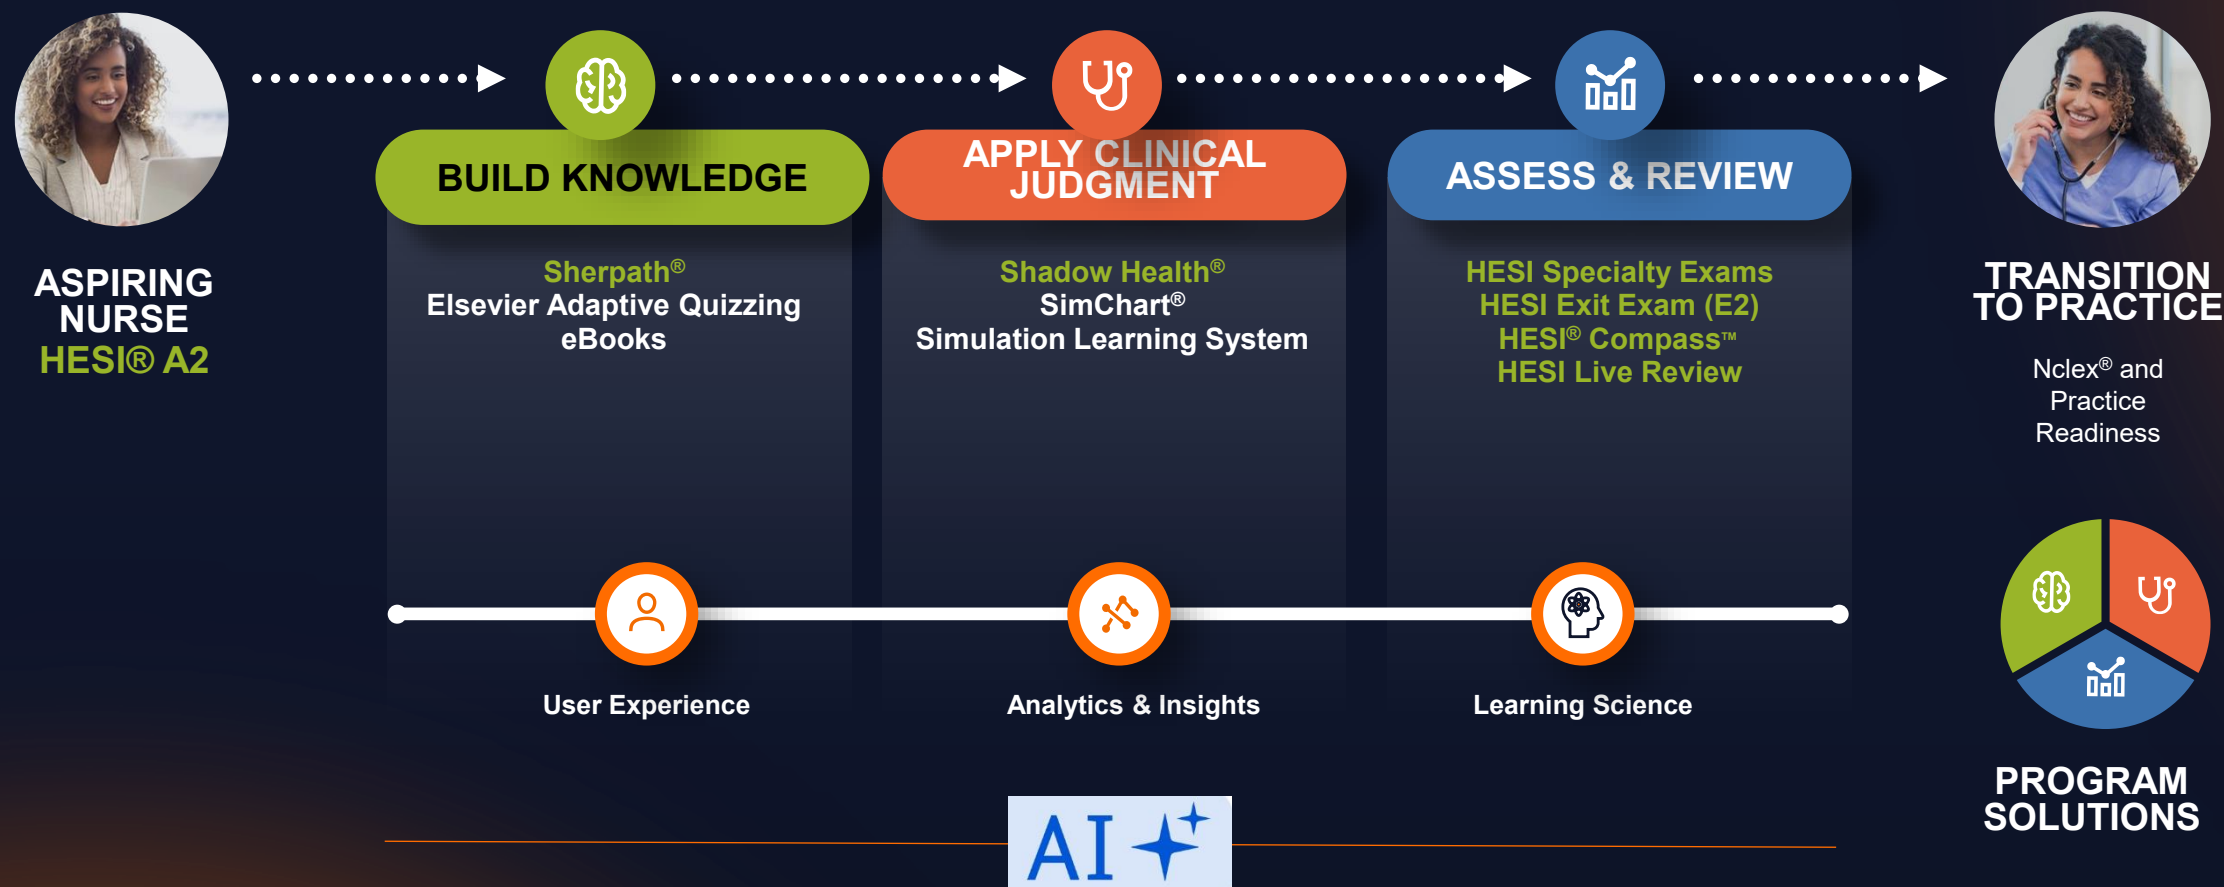 ASPIRING
NURSE
HESI® A2
BUILD KNOWLEDGE
Sherpath®
Elsevier Adaptive Quizzing
eBooks
APPLY CLINICAL
JUDGMENT
Shadow Health®
SimChart®
Simulation Learning System
ASSESS & REVIEW
HESI Specialty Exams
HESI Exit Exam (E2)
HESI® Compass™
HESI Live Review
TRANSITION
TO PRACTICE
Nclex® and
Practice
Readiness
User Experience
Analytics & Insights
Learning Science
PROGRAM
SOLUTIONS
AI